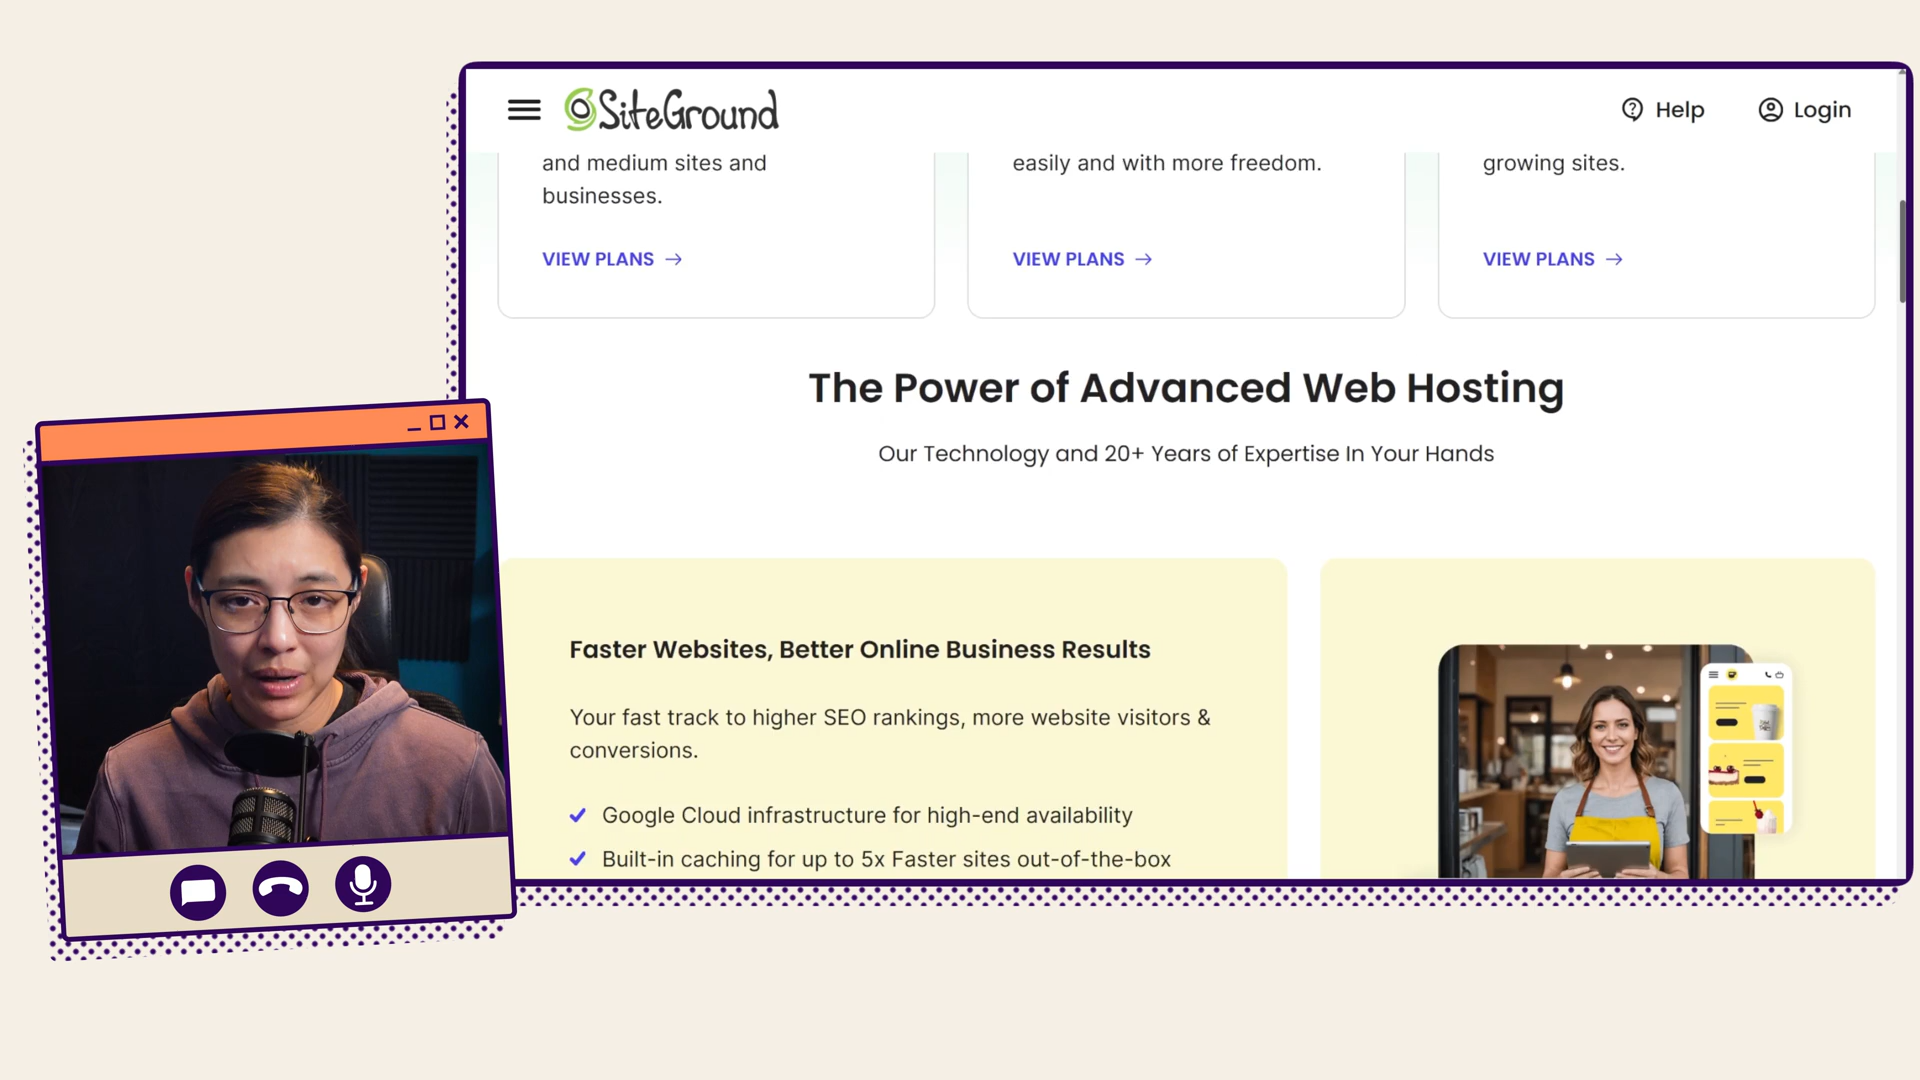 SiteGround
Help
Login
and medium sites and
businesses.
VIEW PLANS →
easily and with more freedom.
VIEW PLANS →
growing sites.
VIEW PLANS →
The Power of Advanced Web Hosting
Our Technology and 20+ Years of Expertise In Your Hands
Faster Websites, Better Online Business Results
Your fast track to higher SEO rankings, more website visitors &
conversions.
Google Cloud infrastructure for high-end availability
Built-in caching for up to 5x Faster sites out-of-the-box